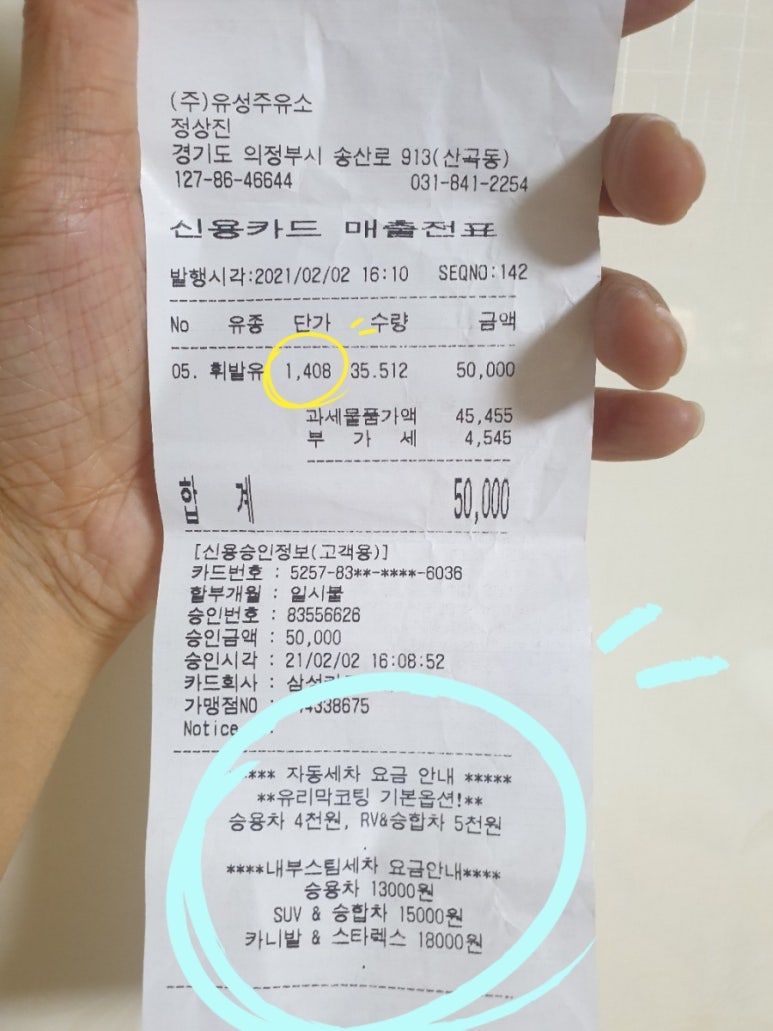 (주)유성주유소
정상진
경기도 의정부시 송산로 913(산곡동)
127-86-46644 031-841-2254
신용카드 매출전표
발행시각:2021/02/02 16:10 SEQNO:142
No 유종 단가 수량 금액
05. 휘발유 1,408 35.512 50,000
과세물품가액 45,455
부 가 세 4,545
합 계 50,000
[신용승인정보(고객용)]
카드번호 : 5257-83**-****-6036
할부개월 : 일시불
승인번호 : 83556626
승인금액 : 50,000
승인시각 : 21/02/02 16:08:52
카드회사 :
가맹점NO :
Notice :
**** 자동세차 요금 안내 *****
**유리막코팅 기본옵션!**
승용차 4천원, RV&승합차 5천원
.
****내부스팀세차 요금안내****
승용차 13000원
SUV & 승합차 15000원
카니발 & 스타렉스 18000원
.